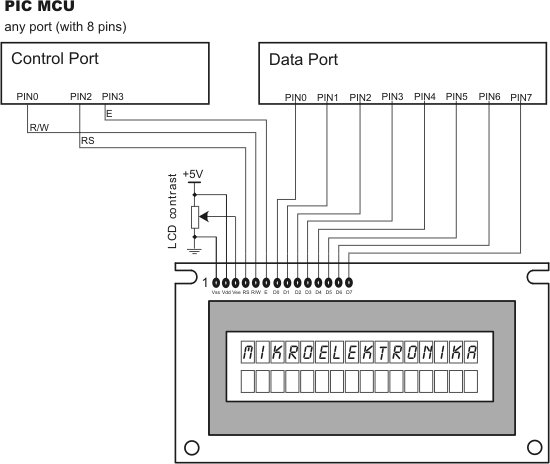 PIC MCU
any port (with 8 pins)
Control Port
Data Port
PIN0 PIN2 PIN3
PIN0 PIN1 PIN2 PIN3 PIN4 PIN5 PIN6 PIN7
E
R/W
RS
+5V
LCD contrast
1
Vss Vdd Vee RS R/W E D0 D1 D2 D3 D4 D5 D6 D7
MIKROELEKTRONIKA